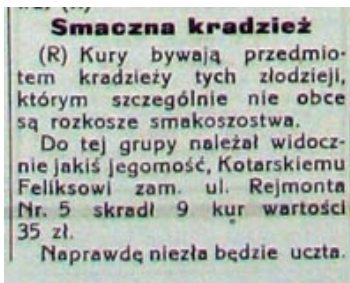 Smaczna kradzież
(R) Kury bywają przedmio-
tem kradzieży tych złodzieji,
którym szczególnie nie obce
są rozkosze smakoszostwa.
Do tej grupy należał widocz-
nie jakiś jegomość, Kotarskiemu
Feliksowi zam. ul. Rejmonta
Nr. 5 skradł 9 kur wartości
35 zł.
Naprawdę niezła będzie uczta.